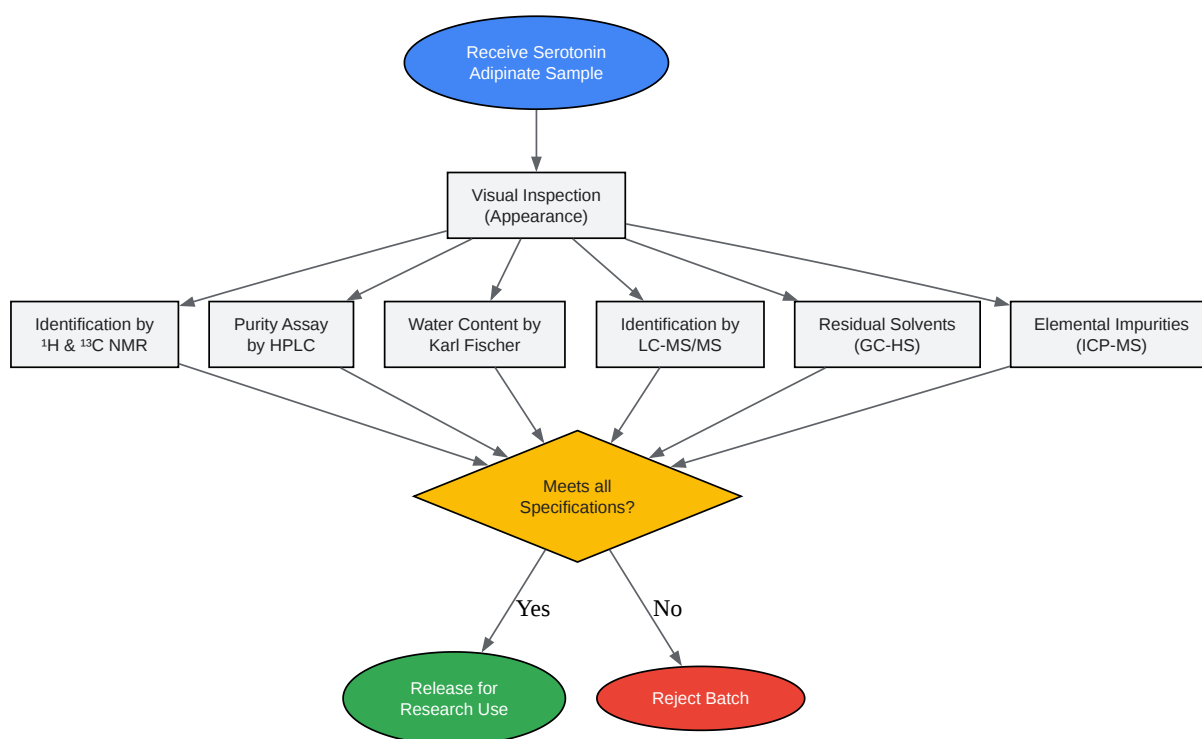 Receive Serotonin
Adipinate Sample
Visual Inspection
(Appearance)
Identification by
¹H & ¹³C NMR
Purity Assay
by HPLC
Water Content by
Karl Fischer
Identification by
LC-MS/MS
Residual Solvents
(GC-HS)
Elemental Impurities
(ICP-MS)
Meets all
Specifications?
Yes
No
Release for
Research Use
Reject Batch